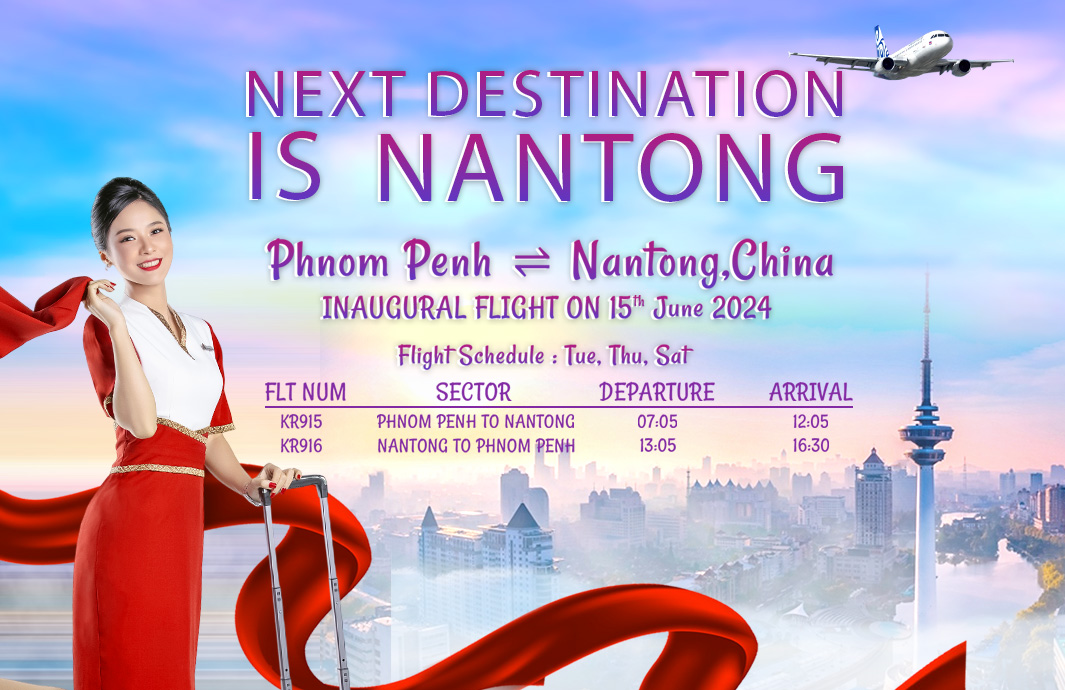 NEXT DESTINATION
IS NANTONG
Phnom Penh ⇌ Nantong,China
INAUGURAL FLIGHT ON 15th June 2024
Flight Schedule : Tue, Thu, Sat
FLT NUM SECTOR DEPARTURE ARRIVAL
KR915 PHNOM PENH TO NANTONG 07:05 12:05
KR916 NANTONG TO PHNOM PENH 13:05 16:30